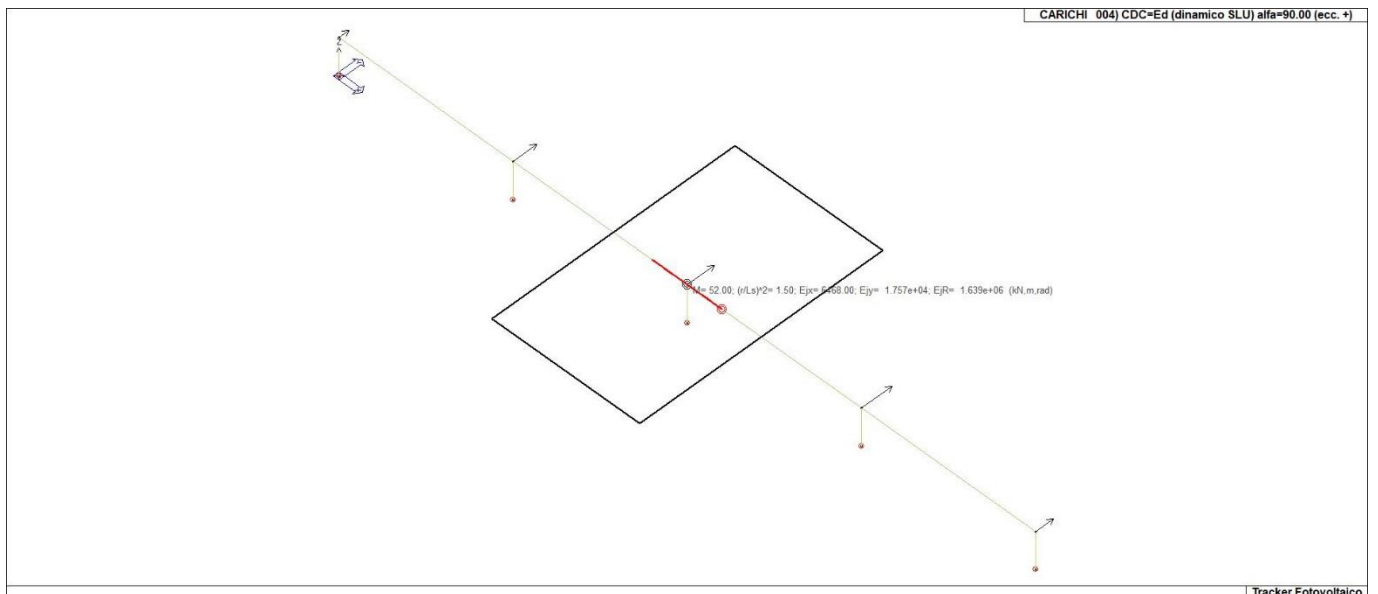 CARICHI 004) CDC=Ed (dinamico SLU) alfa=90.00 (ecc. +)
Z
M= 52.00; (r/Ls)^2= 1.50; Ejx= 6468.00; Ejy= 1.757e+04; EjR= 1.639e+06 (kN,m,rad)
Tracker Fotovoltaico